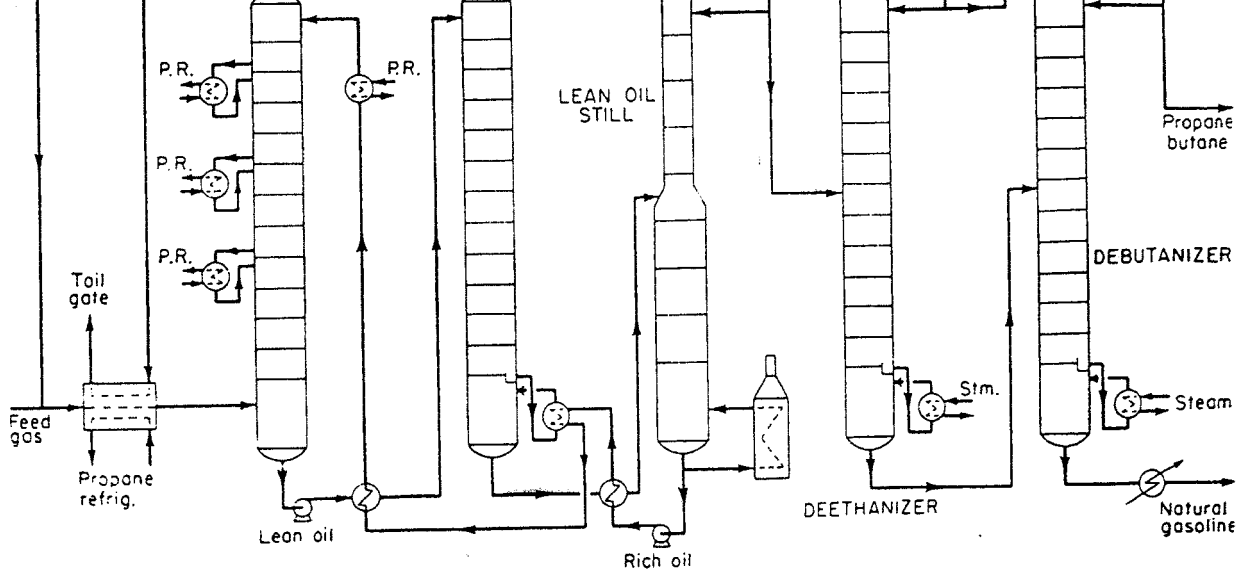 P.R.
P.R.
LEAN OIL
STILL
Propane
butane
P.R.
P.R.
DEBUTANIZER
Tail
gate
Stm.
Steam
Feed
gas
Propane
refrig.
DEETHANIZER
Natural
gasoline
Lean oil
Rich oil